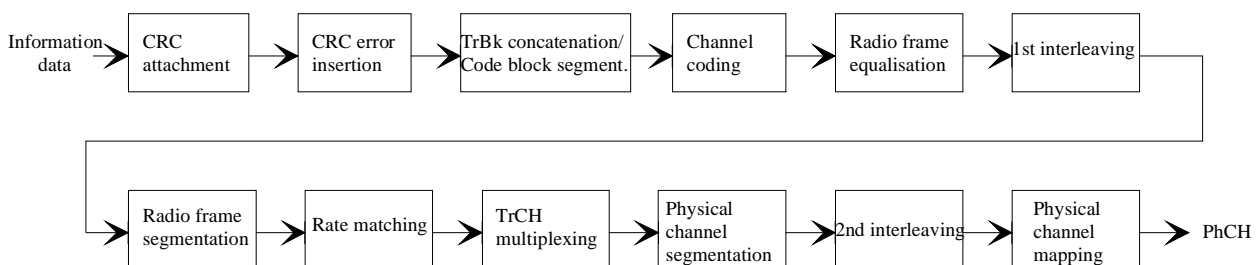 Information
data
CRC
attachment
CRC error
insertion
TrBk concatenation/
Code block segment.
Channel
coding
Radio frame
equalisation
1st interleaving
Radio frame
segmentation
Rate matching
TrCH
multiplexing
Physical
channel
segmentation
2nd interleaving
Physical
channel
mapping
PhCH